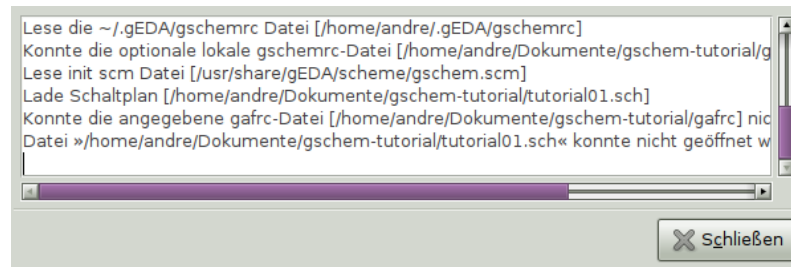 Lese die ~/.gEDA/gschemrc Datei [/home/andre/.gEDA/gschemrc]
Konnte die optionale lokale gschemrc-Datei [/home/andre/Dokumente/gschem-tutorial/g
Lese init scm Datei [/usr/share/gEDA/scheme/gschem.scm]
Lade Schaltplan [/home/andre/Dokumente/gschem-tutorial/tutorial01.sch]
Konnte die angegebene gafrc-Datei [/home/andre/Dokumente/gschem-tutorial/gafrc] nic
Datei »/home/andre/Dokumente/gschem-tutorial/tutorial01.sch« konnte nicht geöffnet w
Schließen